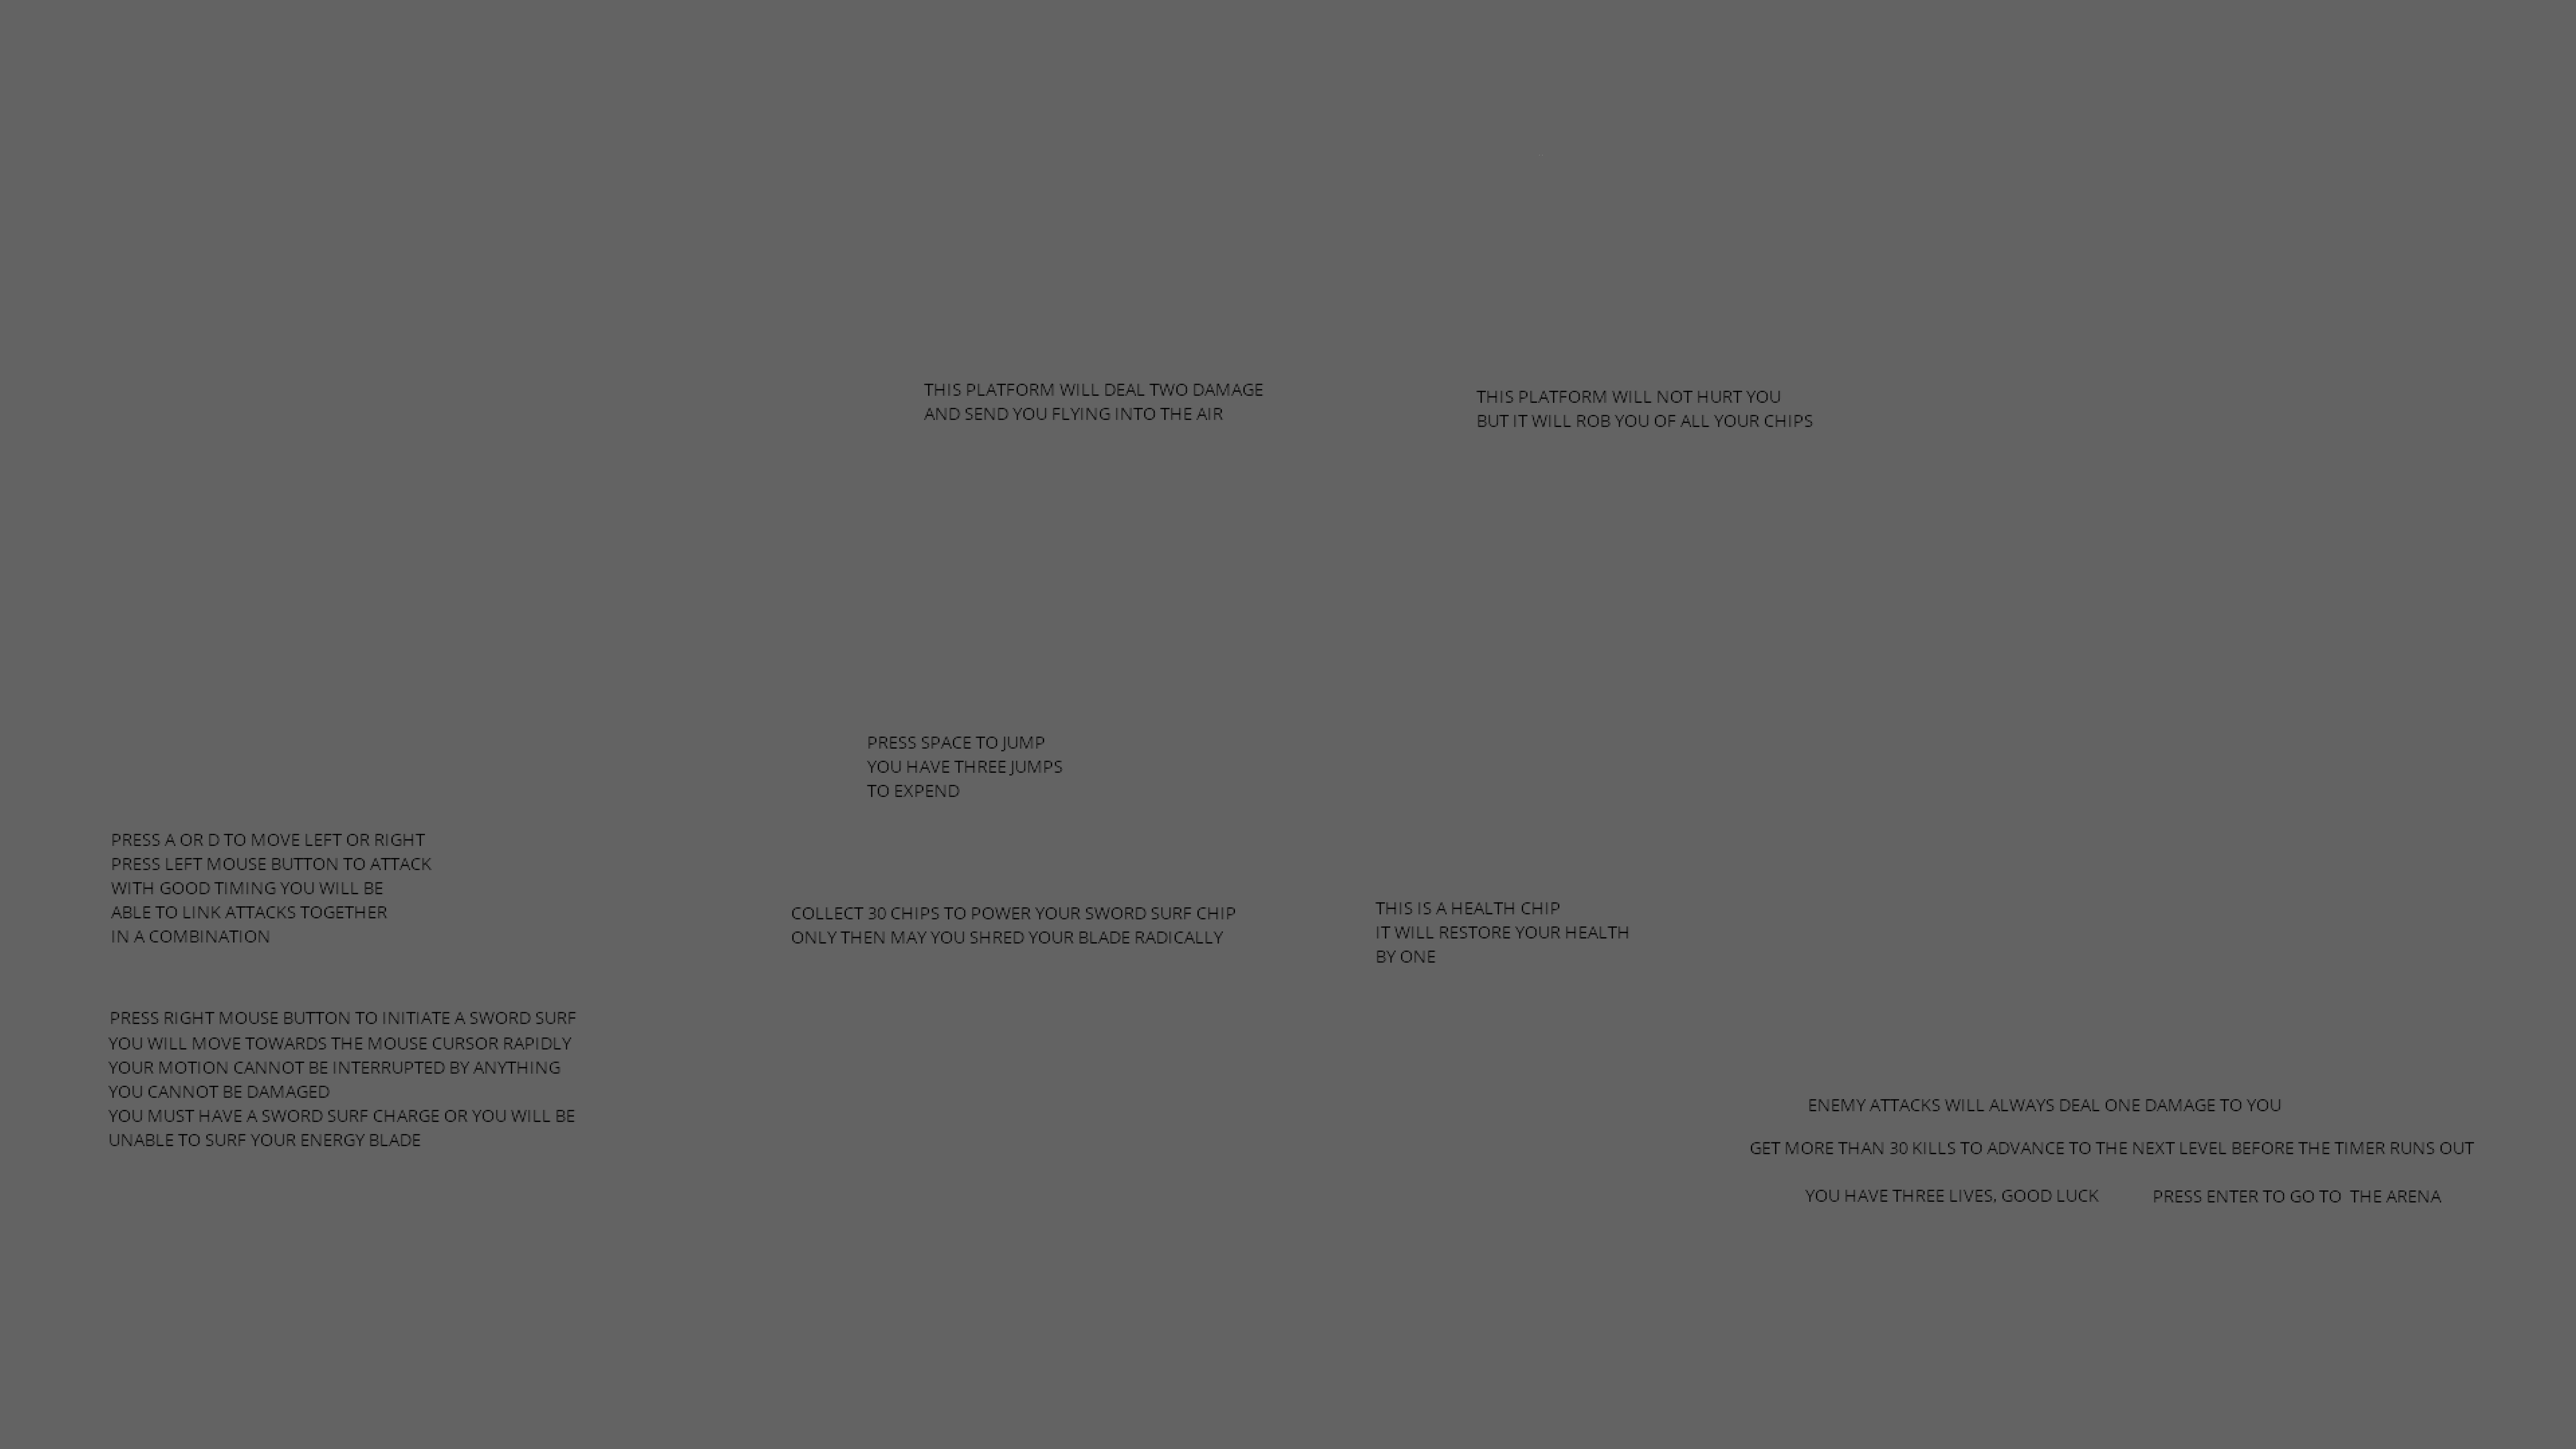 THIS PLATFORM WILL DEAL TWO DAMAGE
AND SEND YOU FLYING INTO THE AIR
THIS PLATFORM WILL NOT HURT YOU
BUT IT WILL ROB YOU OF ALL YOUR CHIPS
PRESS SPACE TO JUMP
YOU HAVE THREE JUMPS
TO EXPEND
PRESS A OR D TO MOVE LEFT OR RIGHT
PRESS LEFT MOUSE BUTTON TO ATTACK
WITH GOOD TIMING YOU WILL BE
ABLE TO LINK ATTACKS TOGETHER
IN A COMBINATION
COLLECT 30 CHIPS TO POWER YOUR SWORD SURF CHIP
ONLY THEN MAY YOU SHRED YOUR BLADE RADICALLY
THIS IS A HEALTH CHIP
IT WILL RESTORE YOUR HEALTH
BY ONE
PRESS RIGHT MOUSE BUTTON TO INITIATE A SWORD SURF
YOU WILL MOVE TOWARDS THE MOUSE CURSOR RAPIDLY
YOUR MOTION CANNOT BE INTERRUPTED BY ANYTHING
YOU CANNOT BE DAMAGED
YOU MUST HAVE A SWORD SURF CHARGE OR YOU WILL BE
UNABLE TO SURF YOUR ENERGY BLADE
ENEMY ATTACKS WILL ALWAYS DEAL ONE DAMAGE TO YOU
GET MORE THAN 30 KILLS TO ADVANCE TO THE NEXT LEVEL BEFORE THE TIMER RUNS OUT
YOU HAVE THREE LIVES, GOOD LUCK
PRESS ENTER TO GO TO  THE ARENA